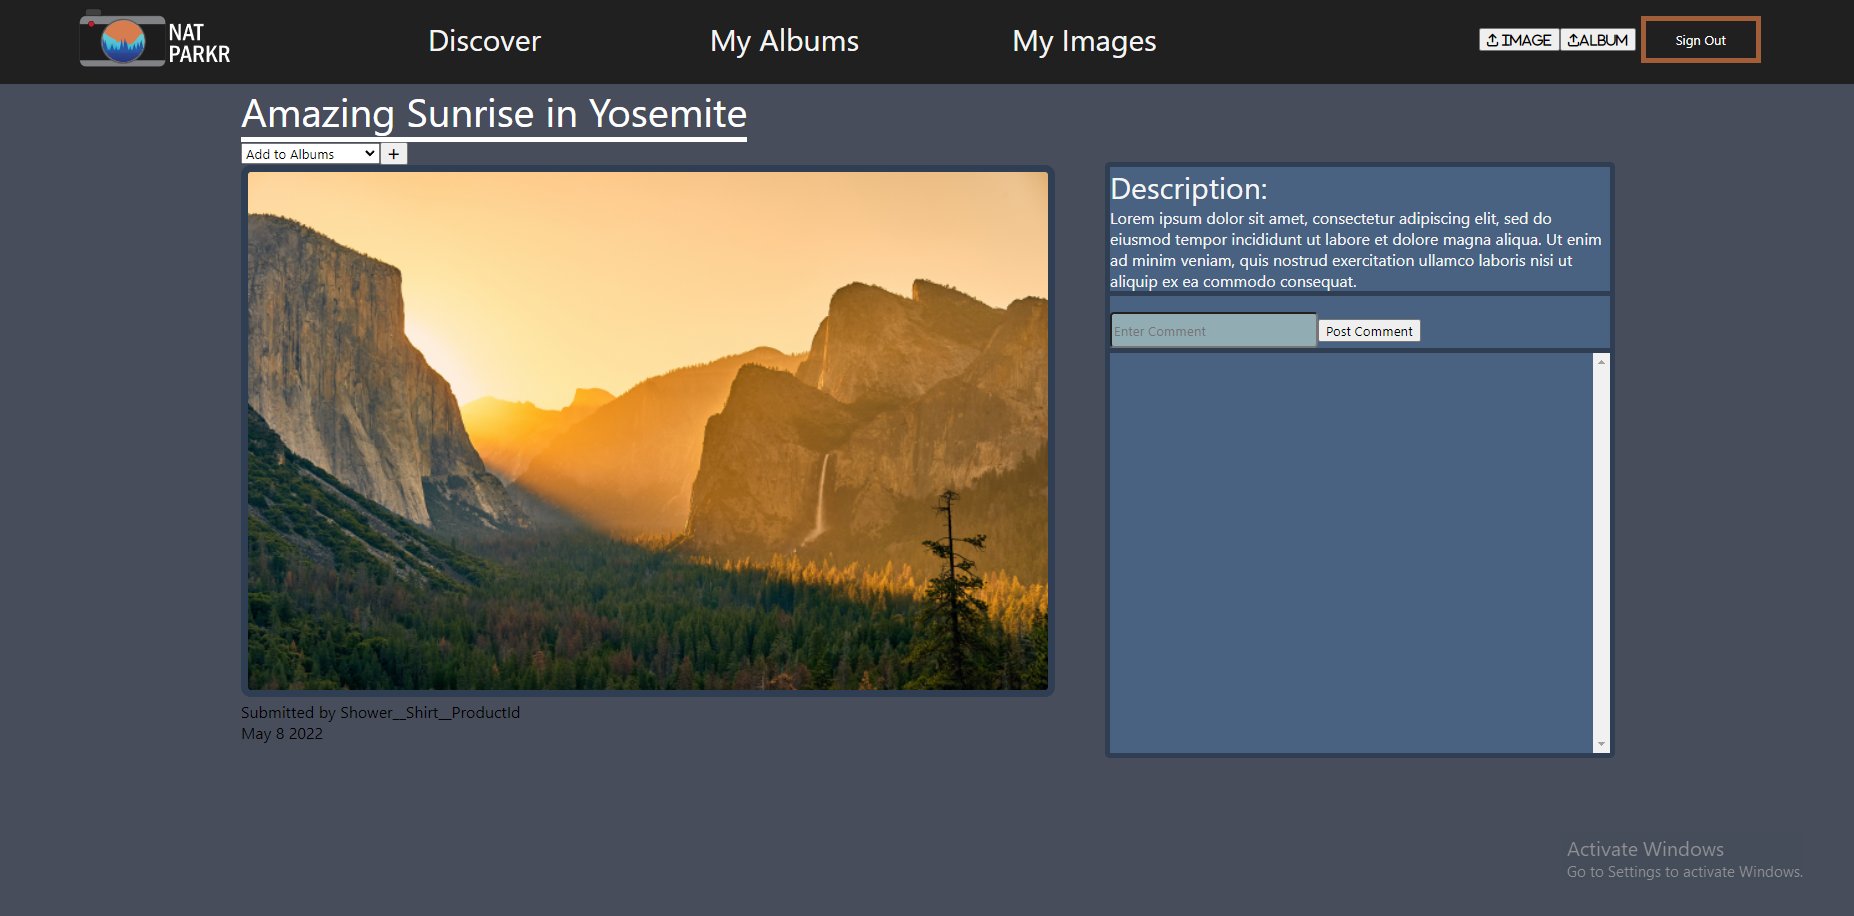 NAT
PARKR
Discover
My Albums
My Images
IMAGE
ALBUM
Sign Out
Amazing Sunrise in Yosemite
Add to Albums
+
Description:
Lorem ipsum dolor sit amet, consectetur adipiscing elit, sed do
eiusmod tempor incididunt ut labore et dolore magna aliqua. Ut enim
ad minim veniam, quis nostrud exercitation ullamco laboris nisi ut
aliquip ex ea commodo consequat.
Enter Comment
Post Comment
Submitted by Shower__Shirt__ProductId
May 8 2022
Activate Windows
Go to Settings to activate Windows.